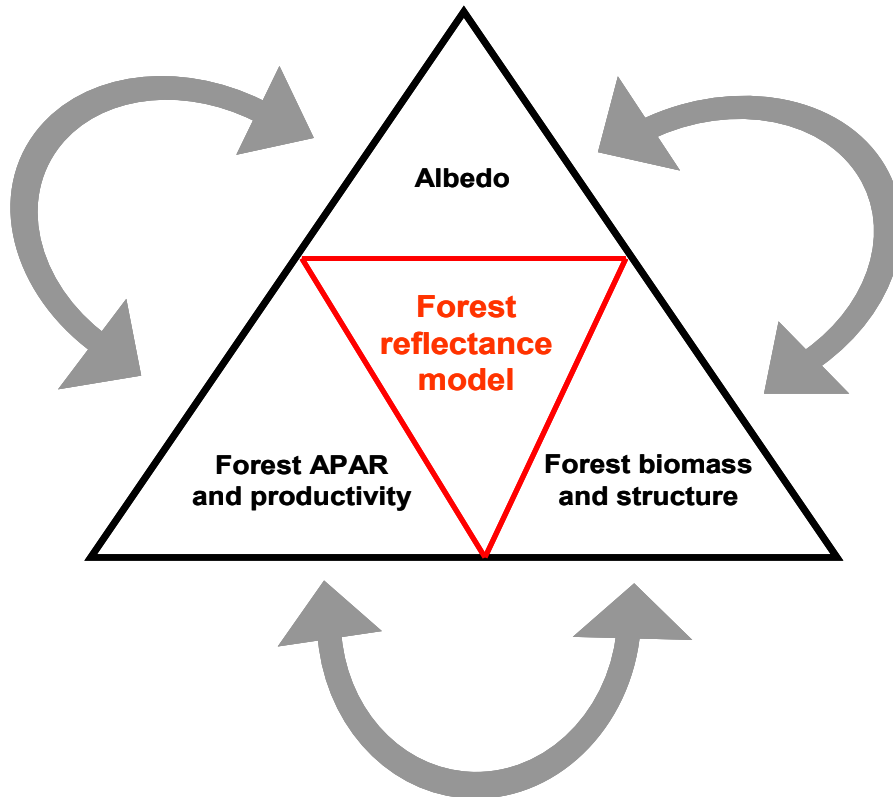 Albedo
Forest
reflectance
model
Forest APAR
and productivity
Forest biomass
and structure